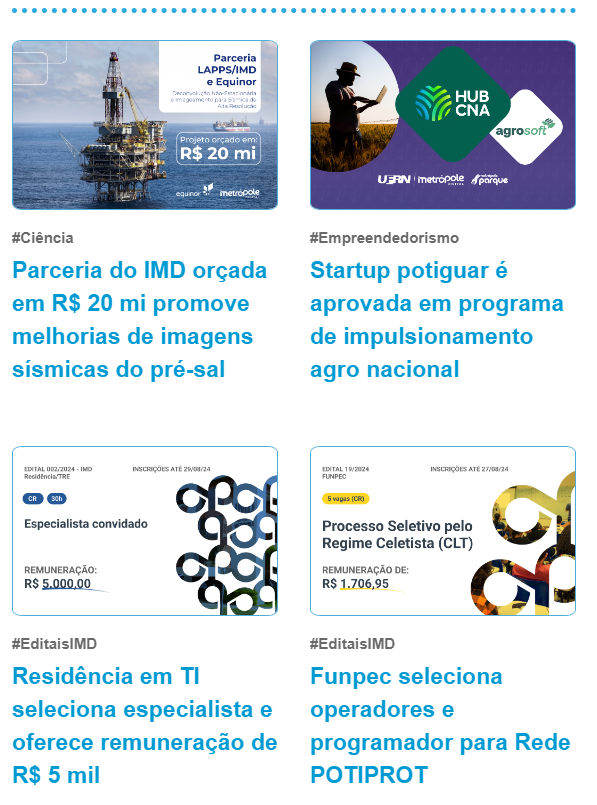 Parceria
LAPPS/IMD
e Equinor
Deconvolução Não-Estacionária
e Imageamento para Sísmica de
Alta Resolução
Projeto orçado em:
R$ 20 mi
equinor
metrópole
DIGITAL
#Ciência
Parceria do IMD orçada
em R$ 20 mi promove
melhorias de imagens
sísmicas do pré-sal
HUB
CNA
agrosoft
UFRN
metrópole
DIGITAL
metrópole
parque
#Empreendedorismo
Startup potiguar é
aprovada em programa
de impulsionamento
agro nacional
EDITAL 002/2024 - IMD
Residência/TRE
INSCRIÇÕES ATÉ 29/08/24
CR 30h
Especialista convidado
REMUNERAÇÃO:
R$ 5.000,00
#EditaisIMD
Residência em TI
seleciona especialista e
oferece remuneração de
R$ 5 mil
EDITAL 19/2024
FUNPEC
INSCRIÇÕES ATÉ 27/08/24
5 vagas (CR)
Processo Seletivo pelo
Regime Celetista (CLT)
REMUNERAÇÃO DE:
R$ 1.706,95
#EditaisIMD
Funpec seleciona
operadores e
programador para Rede
POTIPROT